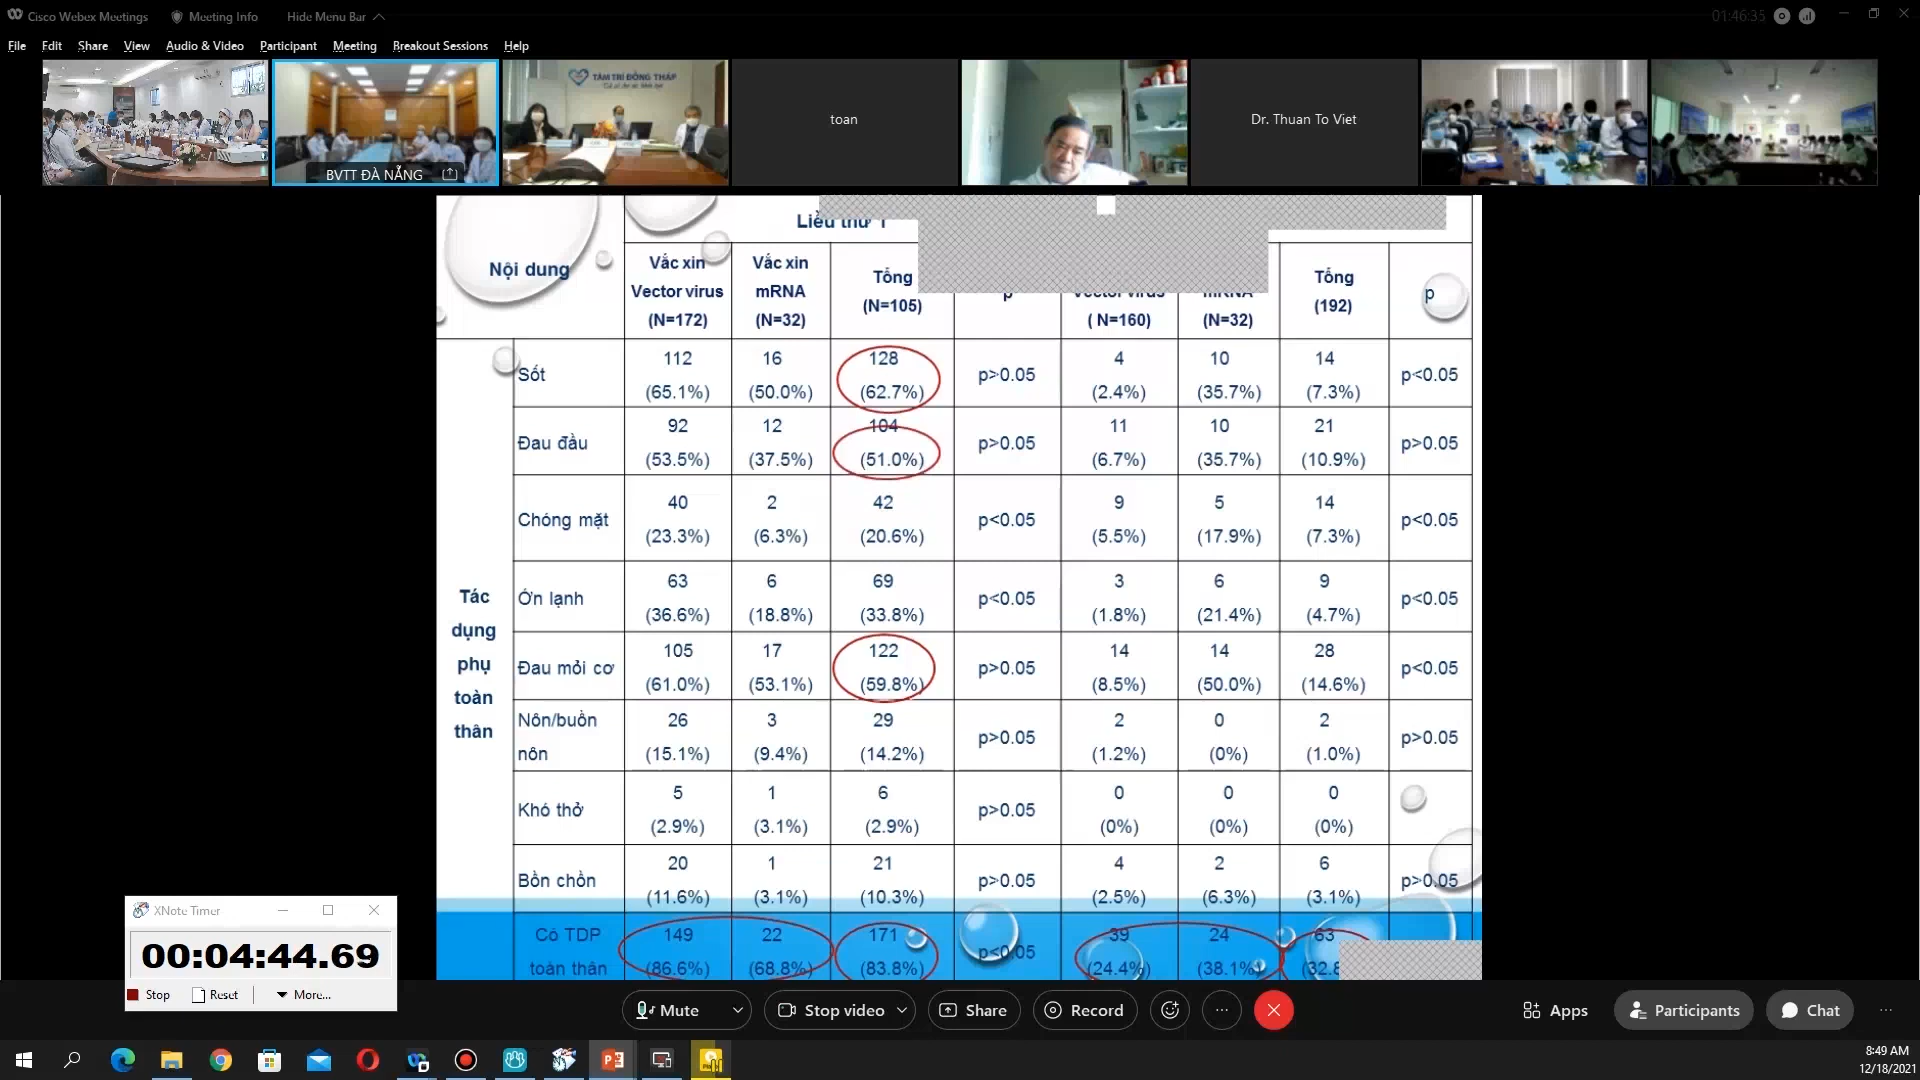 Cisco Webex Meetings Meeting Info Hide Menu Bar 01:46:35
File Edit Share View Audio & Video Participant Meeting Breakout Sessions Help
TÂM TRÍ ĐỒNG THÁP
toan
Dr. Thuan To Viet
BVTT ĐÀ NẴNG
Liều thứ 1
Nội dung
Vắc xin Vắc xin Tổng Tổng
Vector virus mRNA (N=105) p Vector virus mRNA (192) p
(N=172) (N=32) ( N=160) (N=32)
Tác
dụng
phụ
toàn
thân
112 16 128 4 10 14
Sốt p>0.05 p<0.05
(65.1%) (50.0%) (62.7%) (2.4%) (35.7%) (7.3%)
92 12 104 11 10 21
Đau đầu p>0.05 p>0.05
(53.5%) (37.5%) (51.0%) (6.7%) (35.7%) (10.9%)
40 2 42 9 5 14
Chóng mặt p<0.05 p<0.05
(23.3%) (6.3%) (20.6%) (5.5%) (17.9%) (7.3%)
63 6 69 3 6 9
Ớn lạnh p<0.05 p<0.05
(36.6%) (18.8%) (33.8%) (1.8%) (21.4%) (4.7%)
105 17 122 14 14 28
Đau mỏi cơ p>0.05 p<0.05
(61.0%) (53.1%) (59.8%) (8.5%) (50.0%) (14.6%)
Nôn/buồn 26 3 29 2 0 2
p>0.05 p>0.05
nôn (15.1%) (9.4%) (14.2%) (1.2%) (0%) (1.0%)
5 1 6 0 0 0
Khó thở p>0.05
(2.9%) (3.1%) (2.9%) (0%) (0%) (0%)
20 1 21 4 2 6
Bồn chồn p>0.05 p>0.05
(11.6%) (3.1%) (10.3%) (2.5%) (6.3%) (3.1%)
Có TDP 149 22 171 39 24 63
p<0.05
toàn thân (86.6%) (68.8%) (83.8%) (24.4%) (38.1%) (32.8
XNote Timer
00:04:44.69
Stop Reset More...
Mute Stop video Share Record Apps Participants Chat
8:49 AM
12/18/2021